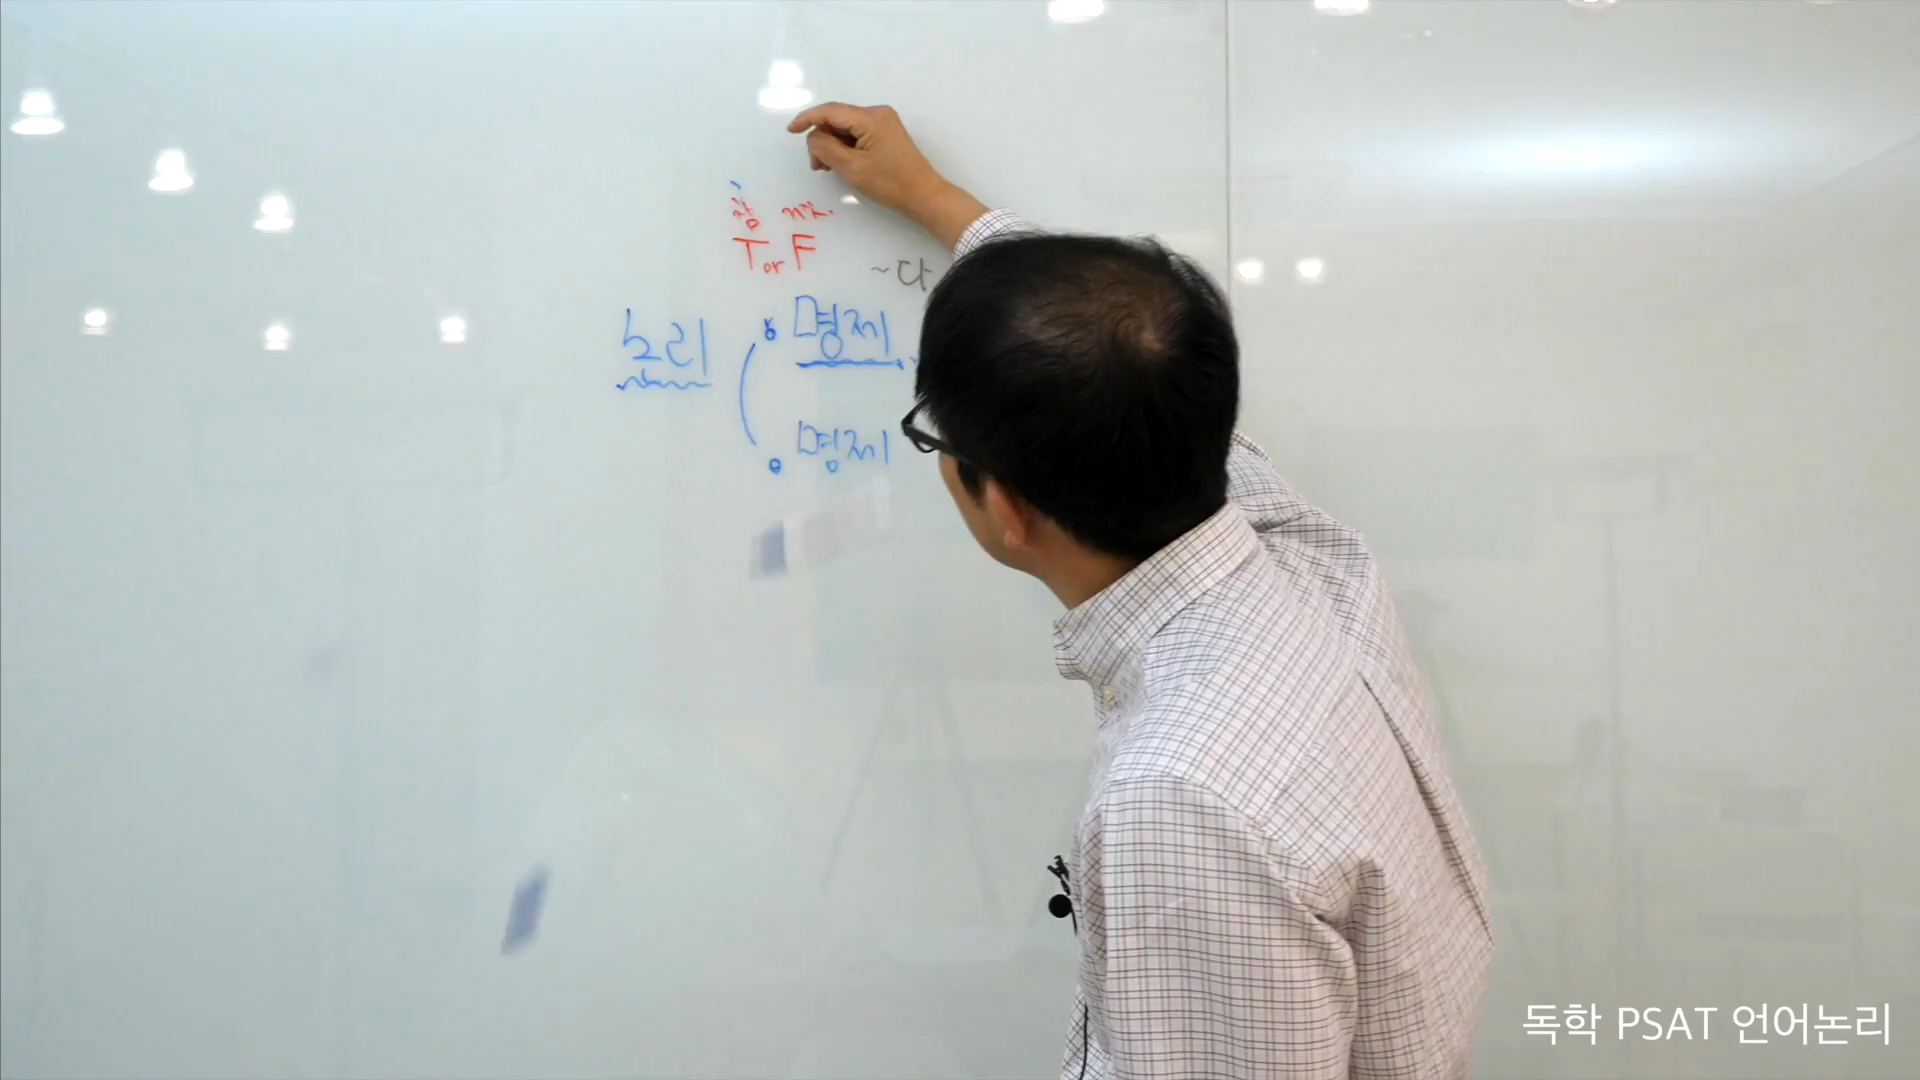 참 거짓.
T or F
~다
논리
명제
명제
독학 PSAT 언어논리